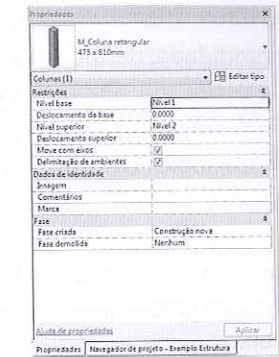 Propriedades
M_Coluna retangular
475 x 610mm
Colunas (1) Editar tipo
Restrições
Nível base Nível 1
Deslocamento da base 0.0000
Nível superior Nível 2
Deslocamento superior 0.0000
Move com eixos
Delimitação de ambientes
Dados de identidade
Imagem
Comentários
Marca
Fase
Fase criada Construção nova
Fase demolida Nenhum
Ajuda de propriedades Aplicar
Propriedades Navegador de projeto - Exemplo Estrutura